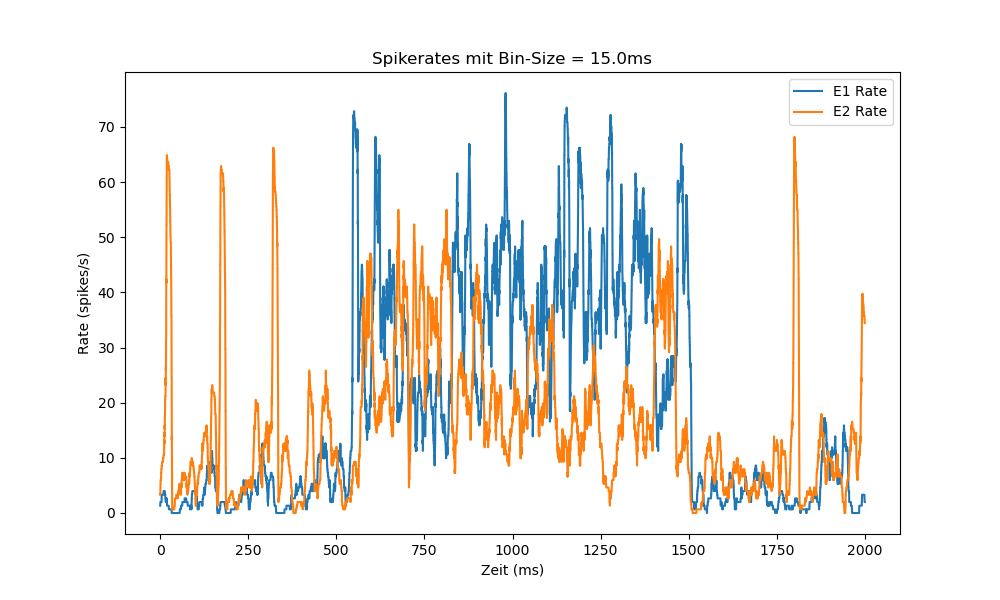 Spikerates mit Bin-Size = 15.0ms
E1 Rate
E2 Rate
70
60
50
40
30
20
10
0
Rate (spikes/s)
0 250 500 750 1000 1250 1500 1750 2000
Zeit (ms)